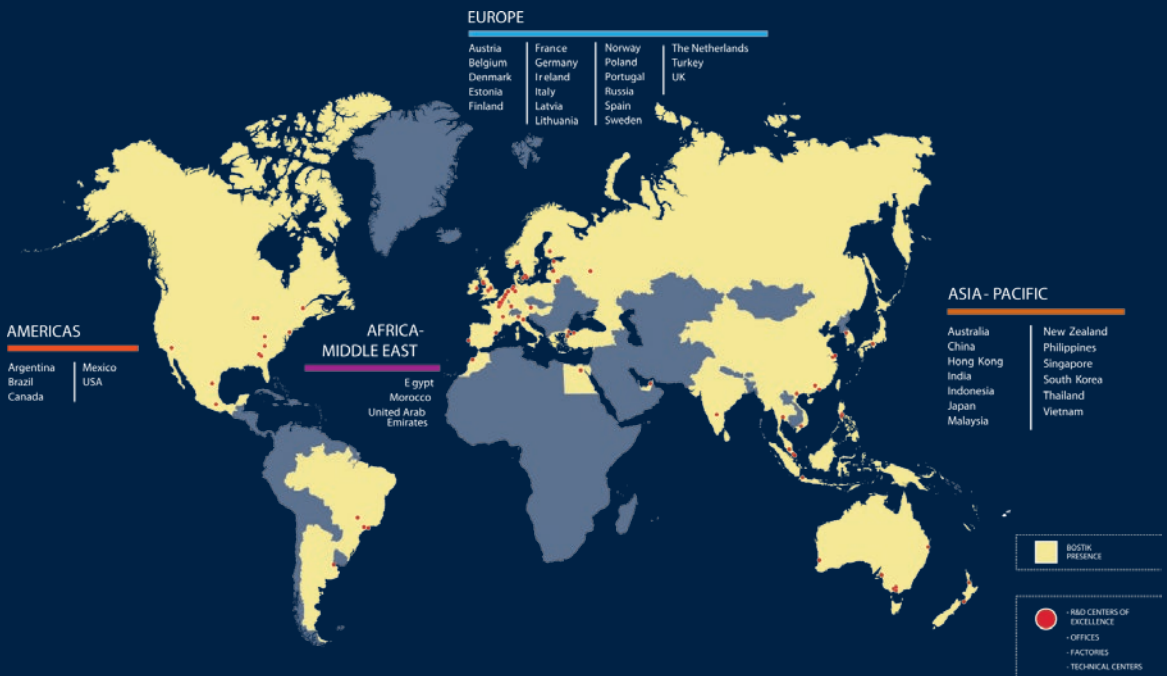 EUROPE
Austria
Belgium
Denmark
Estonia
Finland
France
Germany
Ireland
Italy
Latvia
Lithuania
Norway
Poland
Portugal
Russia
Spain
Sweden
The Netherlands
Turkey
UK
AMERICAS
Argentina
Brazil
Canada
Mexico
USA
AFRICA-
MIDDLE EAST
Egypt
Morocco
United Arab
Emirates
ASIA- PACIFIC
Australia
China
Hong Kong
India
Indonesia
Japan
Malaysia
New Zealand
Philippines
Singapore
South Korea
Thailand
Vietnam
BOSTIK
PRESENCE
- R&D CENTERS OF
EXCELLENCE
- OFFICES
- FACTORIES
- TECHNICAL CENTERS